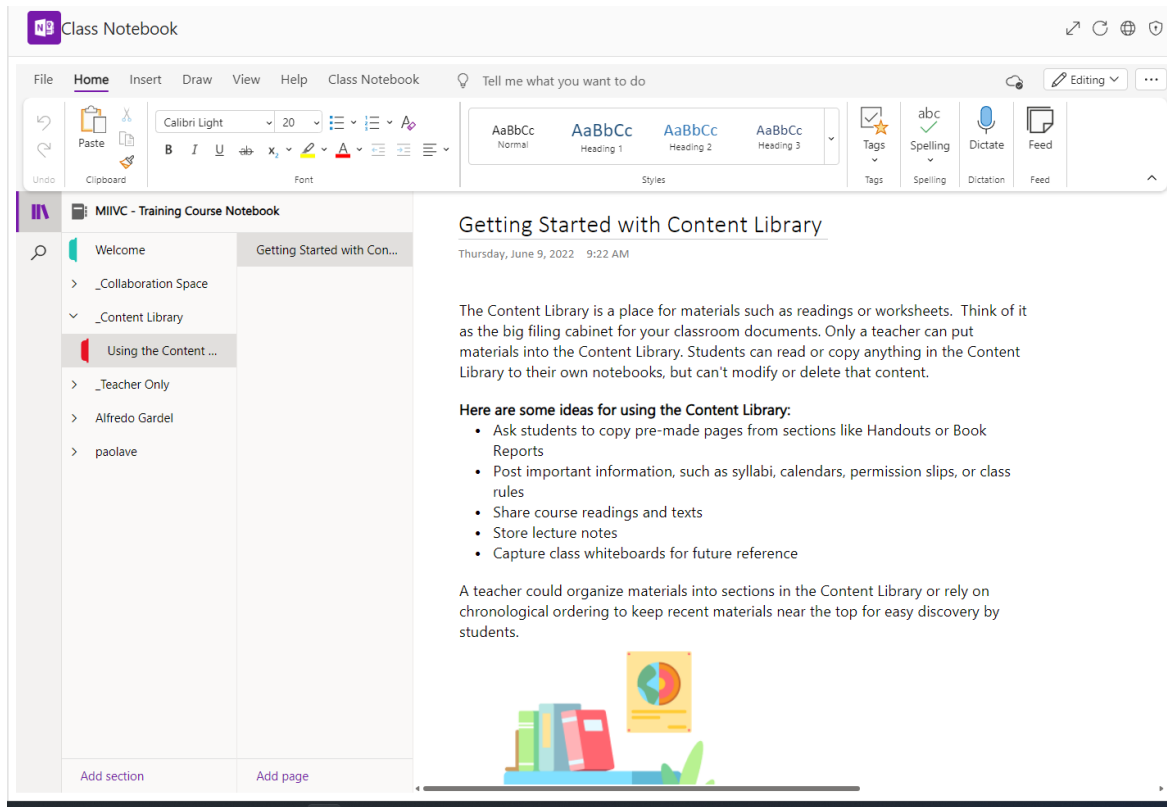 Class Notebook
File Home Insert Draw View Help Class Notebook Tell me what you want to do Editing
Calibri Light 20
Paste
B I U ab x₂ A
Undo Clipboard Font
AaBbCc AaBbCc AaBbCc AaBbCc
Normal Heading 1 Heading 2 Heading 3
Styles
Tags
Tags
abc
Spelling
Spelling
Dictate
Dictation
Feed
Feed
MIIVC - Training Course Notebook
Welcome
_Collaboration Space
_Content Library
Using the Content ...
_Teacher Only
Alfredo Gardel
paolave
Add section
Getting Started with Con...
Add page
Getting Started with Content Library
Thursday, June 9, 2022 9:22 AM
The Content Library is a place for materials such as readings or worksheets. Think of it
as the big filing cabinet for your classroom documents. Only a teacher can put
materials into the Content Library. Students can read or copy anything in the Content
Library to their own notebooks, but can't modify or delete that content.
Here are some ideas for using the Content Library:
• Ask students to copy pre-made pages from sections like Handouts or Book
Reports
• Post important information, such as syllabi, calendars, permission slips, or class
rules
• Share course readings and texts
• Store lecture notes
• Capture class whiteboards for future reference
A teacher could organize materials into sections in the Content Library or rely on
chronological ordering to keep recent materials near the top for easy discovery by
students.